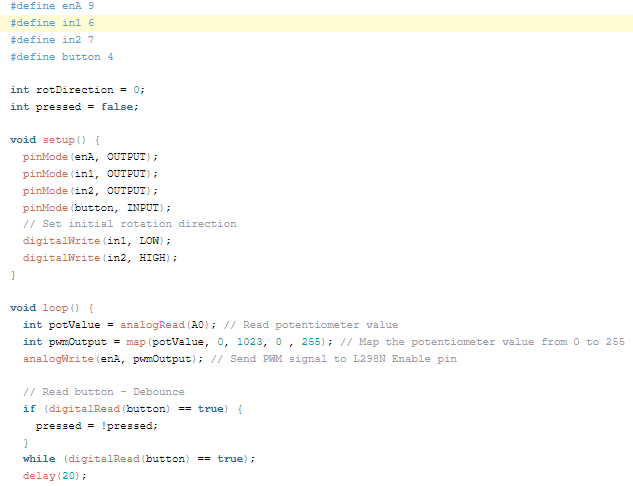 #define enA 9
#define in1 6
#define in2 7
#define button 4
int rotDirection = 0;
int pressed = false;
void setup() {
pinMode(enA, OUTPUT);
pinMode(in1, OUTPUT);
pinMode(in2, OUTPUT);
pinMode(button, INPUT);
// Set initial rotation direction
digitalWrite(in1, LOW);
digitalWrite(in2, HIGH);
}
void loop() {
int potValue = analogRead(A0); // Read potentiometer value
int pwmOutput = map(potValue, 0, 1023, 0 , 255); // Map the potentiometer value from 0 to 255
analogWrite(enA, pwmOutput); // Send PWM signal to L298N Enable pin
// Read button - Debounce
if (digitalRead(button) == true) {
pressed = !pressed;
}
while (digitalRead(button) == true);
delay(20);